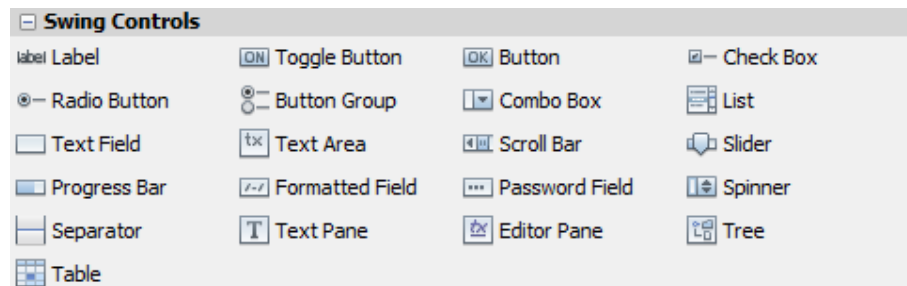 Swing Controls
label Label ON Toggle Button OK Button Check Box
Radio Button Button Group Combo Box List
Text Field tx Text Area Scroll Bar Slider
Progress Bar Formatted Field Password Field Spinner
Separator T Text Pane tx Editor Pane Tree
Table